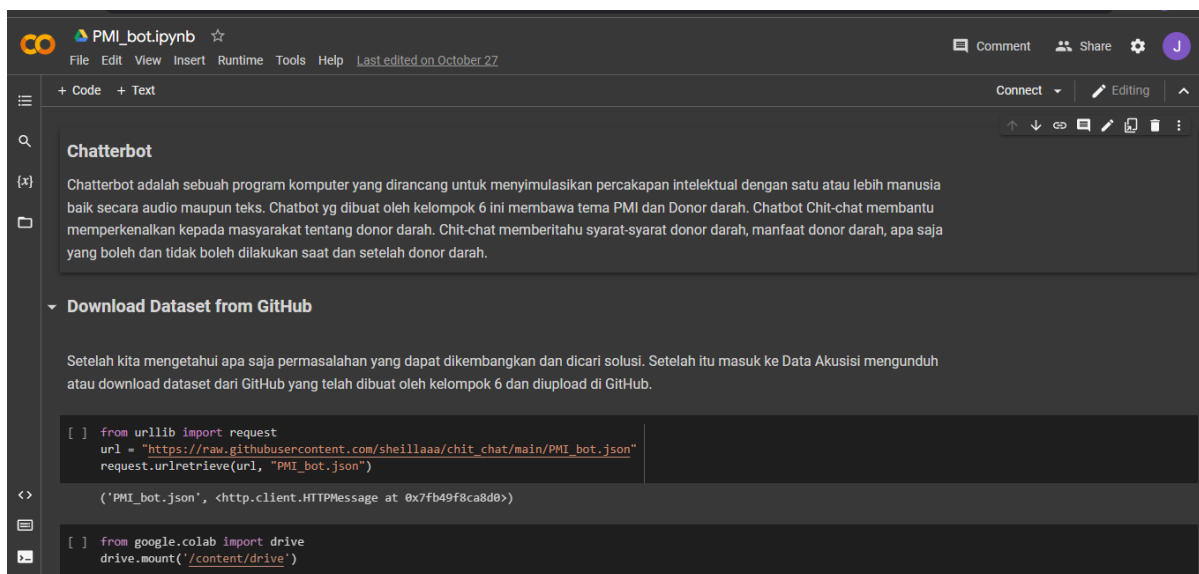 CO
PMI_bot.ipynb
Comment
Share
J
File Edit View Insert Runtime Tools Help Last edited on October 27
+ Code + Text
Connect
Editing
Chatterbot
{x}
Chatterbot adalah sebuah program komputer yang dirancang untuk menyimulasikan percakapan intelektual dengan satu atau lebih manusia
baik secara audio maupun teks. Chatbot yg dibuat oleh kelompok 6 ini membawa tema PMI dan Donor darah. Chatbot Chit-chat membantu
memperkenalkan kepada masyarakat tentang donor darah. Chit-chat memberitahu syarat-syarat donor darah, manfaat donor darah, apa saja
yang boleh dan tidak boleh dilakukan saat dan setelah donor darah.
Download Dataset from GitHub
Setelah kita mengetahui apa saja permasalahan yang dapat dikembangkan dan dicari solusi. Setelah itu masuk ke Data Akusisi mengunduh
atau download dataset dari GitHub yang telah dibuat oleh kelompok 6 dan diupload di GitHub.
[ ] from urllib import request
url = "https://raw.githubusercontent.com/sheillaaa/chit_chat/main/PMI_bot.json"
request.urlretrieve(url, "PMI_bot.json")
('PMI_bot.json', <http.client.HTTPMessage at 0x7fb49f8ca8d0>)
[ ] from google.colab import drive
drive.mount('/content/drive')